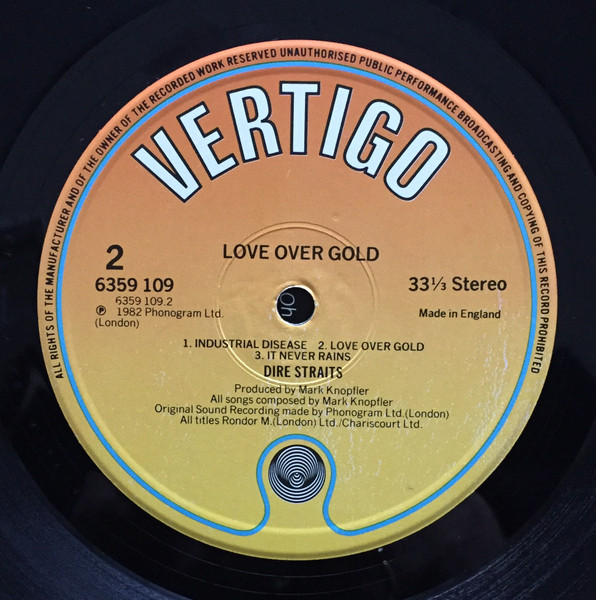 ALL RIGHTS OF THE MANUFACTURER AND OF THE OWNER OF THE RECORDED WORK RESERVED UNAUTHORISED PUBLIC PERFORMANCE BROADCASTING AND COPYING OF THIS RECORD PROHIBITED
VERTIGO
LOVE OVER GOLD
2
6359 109
33⅓ Stereo
6359 109.2
℗ 1982 Phonogram Ltd.
(London)
Made in England
Oh
1. INDUSTRIAL DISEASE 2. LOVE OVER GOLD
3. IT NEVER RAINS
DIRE STRAITS
Produced by Mark Knopfler
All songs composed by Mark Knopfler
Original Sound Recording made by Phonogram Ltd.(London)
All titles Rondor M.(London) Ltd./Chariscourt Ltd.